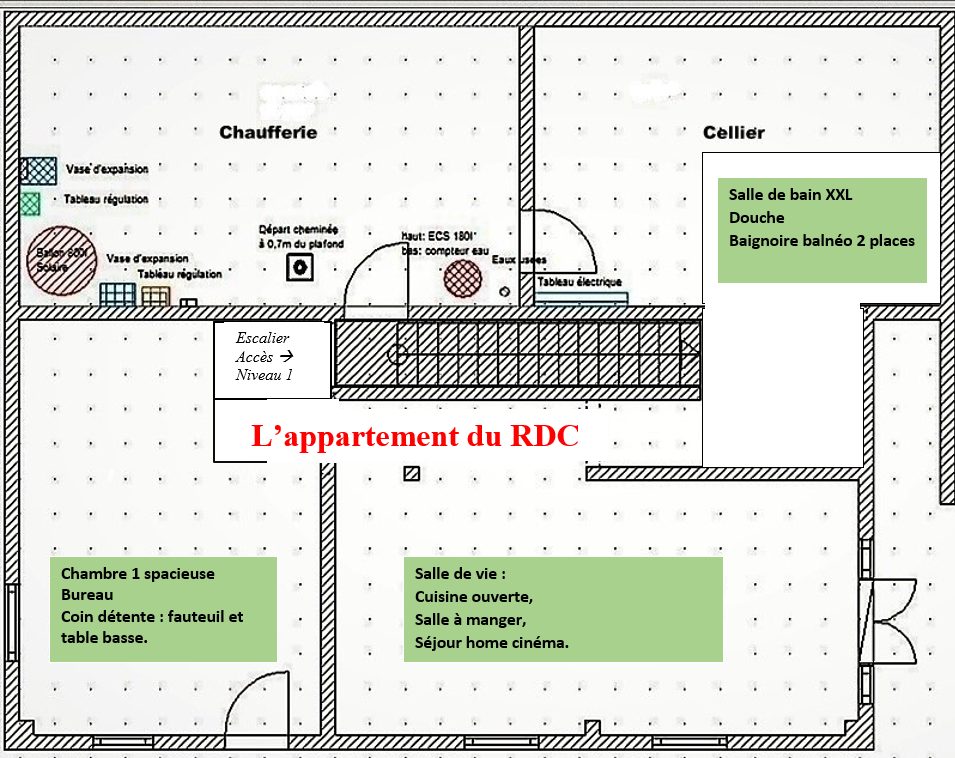 Chaufferie
Cellier
Vase d'expansion
Tableau régulation
Salle de bain XXL
Douche
Baignoire balnéo 2 places
Départ cheminée
à 0,7m du plafond
haut: ECS 180l
bas: compteur eau
Ballon 800l
Solaire
Vase d'expansion
Tableau régulation
Eaux usées
Tableau électrique
Escalier
Accès →
Niveau 1
L'appartement du RDC
Chambre 1 spacieuse
Bureau
Coin détente : fauteuil et
table basse.
Salle de vie :
Cuisine ouverte,
Salle à manger,
Séjour home cinéma.